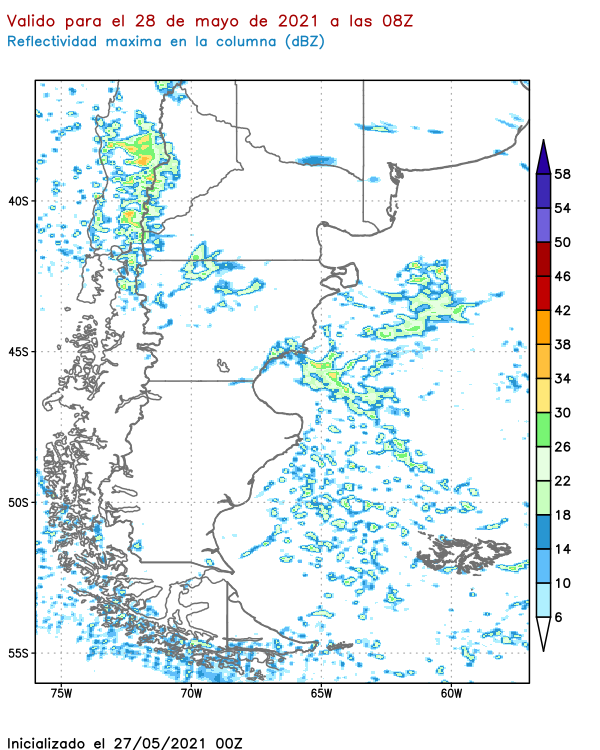 Valido para el 28 de mayo de 2021 a las 08Z
Reflectividad maxima en la columna (dBZ)
58
54
50
46
42
38
34
30
26
22
18
14
10
6
40S
45S
50S
55S
75W 70W 65W 60W
Inicializado el 27/05/2021 00Z